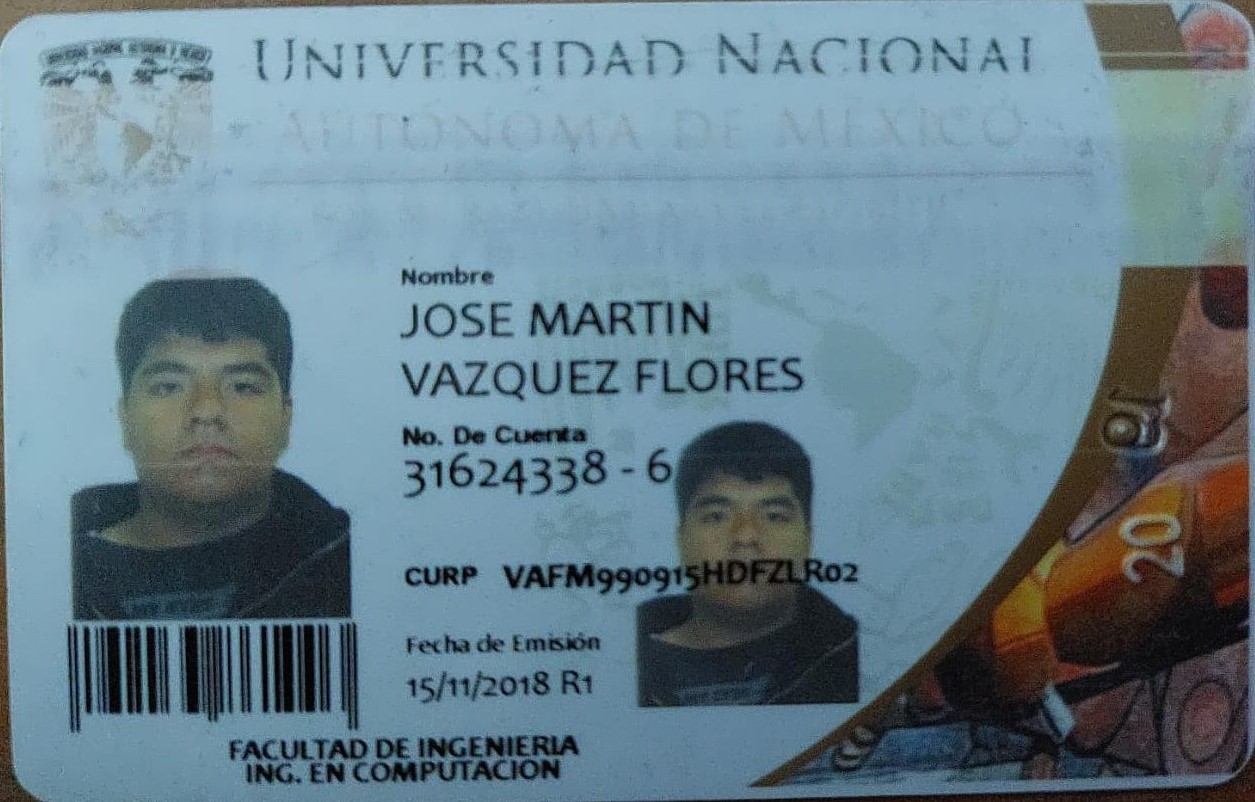 UNIVERSIDAD NACIONAL
AUTÓNOMA DE MÉXICO
Nombre
JOSE MARTIN
VAZQUEZ FLORES
No. De Cuenta
31624338 - 6
CURP VAFM990915HDFZLR02
Fecha de Emisión
15/11/2018 R1
20
FACULTAD DE INGENIERIA
ING. EN COMPUTACION